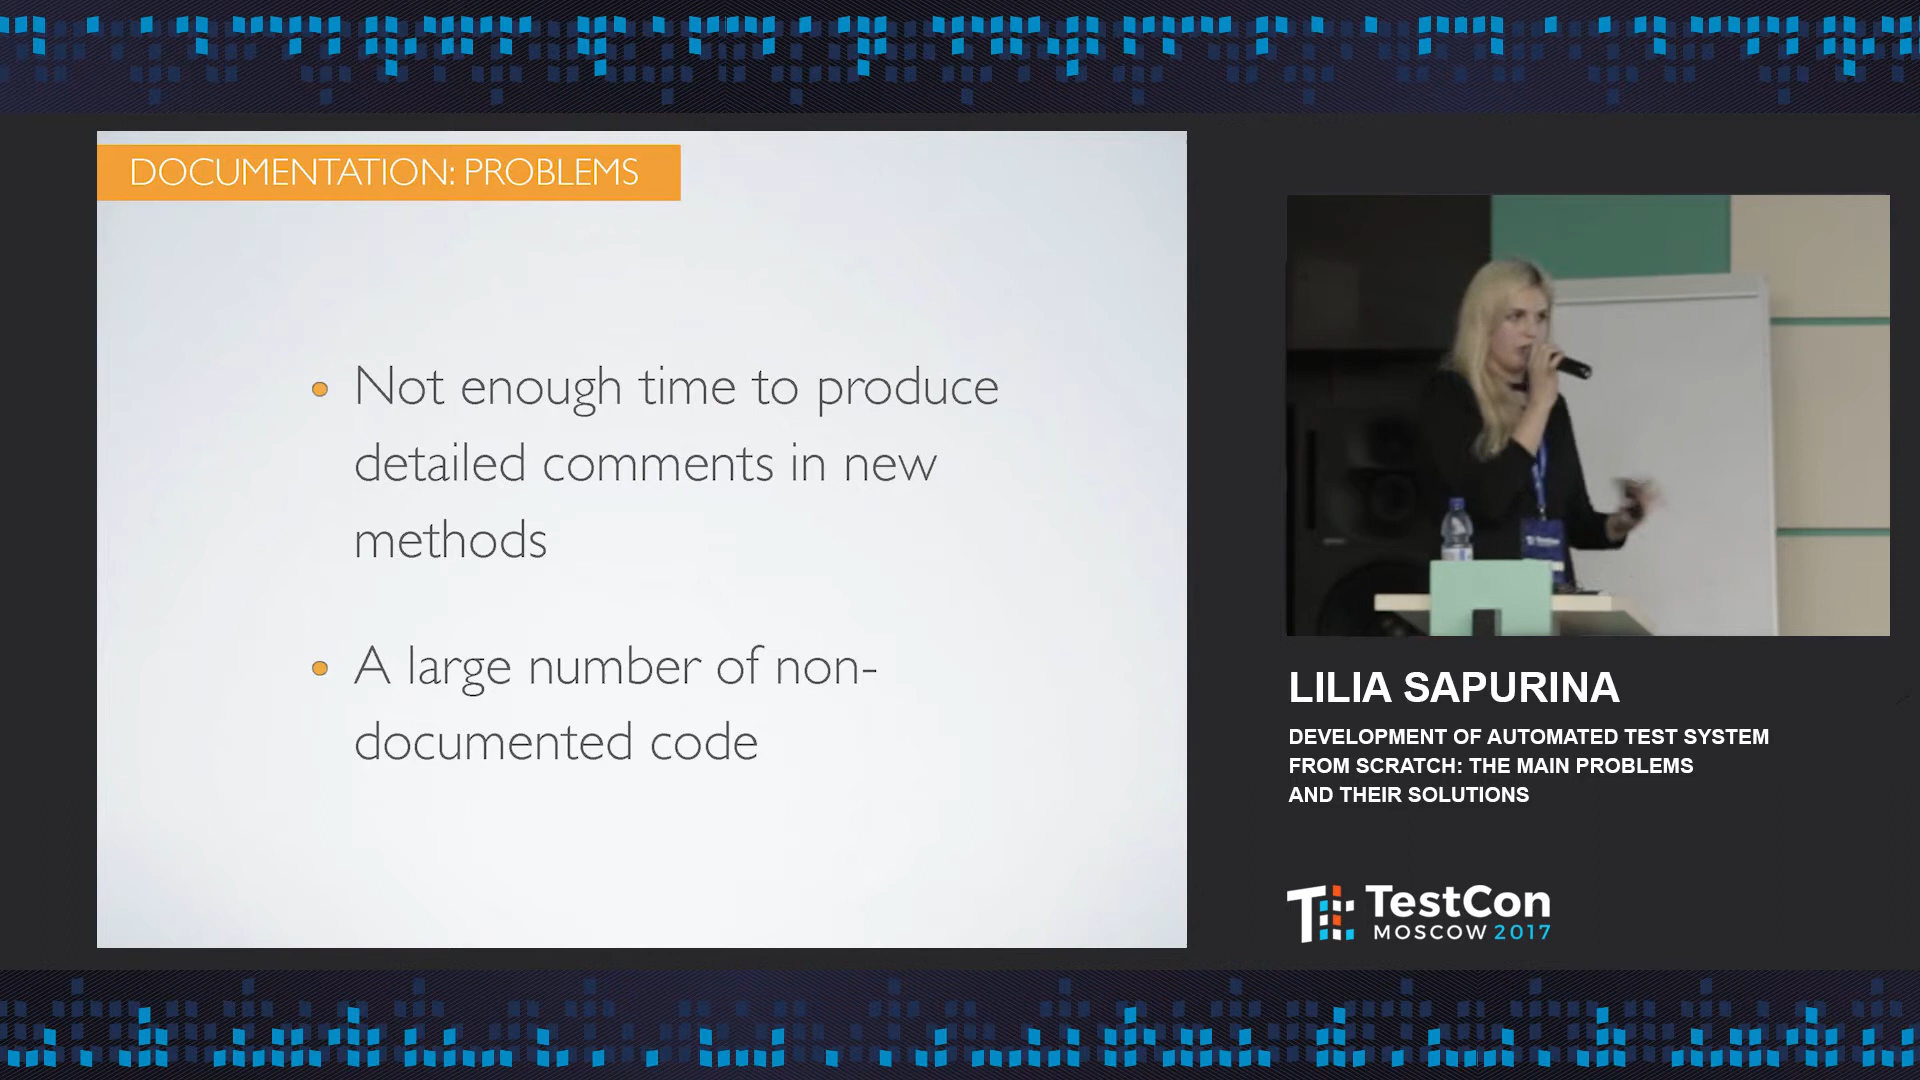 DOCUMENTATION: PROBLEMS
Not enough time to produce
detailed comments in new
methods
A large number of non-
documented code
LILIA SAPURINA
DEVELOPMENT OF AUTOMATED TEST SYSTEM
FROM SCRATCH: THE MAIN PROBLEMS
AND THEIR SOLUTIONS
TestCon
MOSCOW 2017